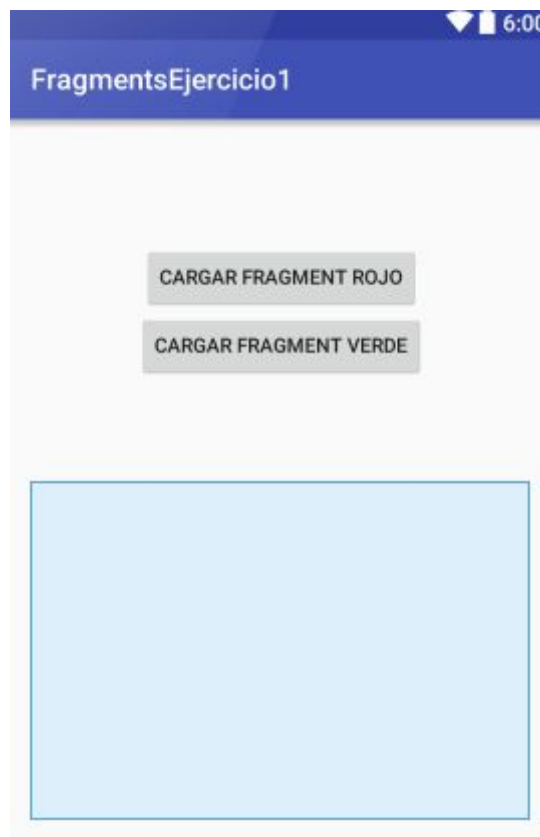 6:00
FragmentsEjercicio1
CARGAR FRAGMENT ROJO
CARGAR FRAGMENT VERDE